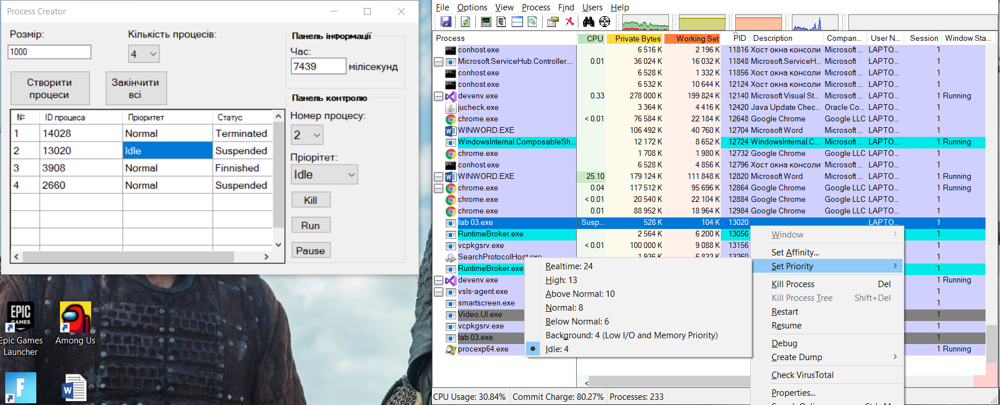 Process Creator
Розмір:
1000
Кількість процесів:
4
Створити
процеси
Закінчити
всі
Панель інформації
Час:
7439 мілісекунд
№ ID процеса Пріоритет Статус
1 14028 Normal Terminated
2 13020 Idle Suspended
3 3908 Normal Finnished
4 2660 Normal Suspended
Панель контролю
Номер процесу:
2
Пріорітет:
Idle
Kill
Run
Pause
EPIC
GAMES
Epic Games
Launcher
Among Us
File Options View Process Find Users Help
Process CPU Private Bytes Working Set PID Description Compan... User N... Session Window Sta...
conhost.exe 6 516 K 2 196 K 11816 Хост окна консоли Microsoft ... LAPTO... 1
Microsoft.ServiceHub.Controller.... 0.01 36 024 K 16 032 K 11848 Microsoft.ServiceH... Microsoft LAPTO... 1
conhost.exe 6 528 K 1 332 K 11856 Хост окна консоли Microsoft ... LAPTO... 1
conhost.exe 6 532 K 10 644 K 12124 Хост окна консоли Microsoft ... LAPTO... 1
devenv.exe 0.33 278 000 K 199 824 K 12140 Microsoft Visual St... Microsoft ... LAPTO... 1 Running
jucheck.exe 3 364 K 4 416 K 12420 Java Update Chec... Oracle Co... LAPTO... 1
chrome.exe < 0.01 76 584 K 22 184 K 12648 Google Chrome Google LLC LAPTO... 1
WINWORD.EXE 106 492 K 40 760 K 12704 Microsoft Word Microsoft ... LAPTO... 1
WindowsInternal.ComposableSh... 12 172 K 8 652 K 12724 WindowsInternal.C... Microsoft ... LAPTO... 1 Running
chrome.exe 1 708 K 1 980 K 12732 Google Chrome Google LLC LAPTO... 1
conhost.exe 6 528 K 4 856 K 12796 Хост окна консоли Microsoft ... LAPTO... 1
WINWORD.EXE 25.10 179 124 K 111 848 K 12820 Microsoft Word Microsoft ... LAPTO... 1 Running
chrome.exe 0.04 117 512 K 95 696 K 12864 Google Chrome Google LLC LAPTO... 1 Running
chrome.exe < 0.01 20 540 K 22 104 K 12884 Google Chrome Google LLC LAPTO... 1
chrome.exe 0.01 88 952 K 18 964 K 12984 Google Chrome Google LLC LAPTO... 1
lab 03.exe Susp... 528 K 104 K 13020 LAPTO... 1
RuntimeBroker.exe 2 564 K 6 200 K 13056 1
vcpkgsrv.exe < 0.01 100 000 K 9 088 K 13156 1
SearchProtocolHost.exe 1 936 K 6 832 K 13260 1
RuntimeBroker.exe 1
devenv.exe 1 Running
vsls-agent.exe 1
smartscreen.exe 1
Video.UI.exe 1
vcpkgsrv.exe 1
lab 03.exe 1
procexp64.exe 1 Running
Realtime: 24
High: 13
Above Normal: 10
Normal: 8
Below Normal: 6
Background: 4 (Low I/O and Memory Priority)
Idle: 4
Window
Set Affinity...
Set Priority
Kill Process Del
Kill Process Tree Shift+Del
Restart
Resume
Debug
Create Dump
Check VirusTotal
Properties...
CPU Usage: 30.84% Commit Charge: 80.27% Processes: 233